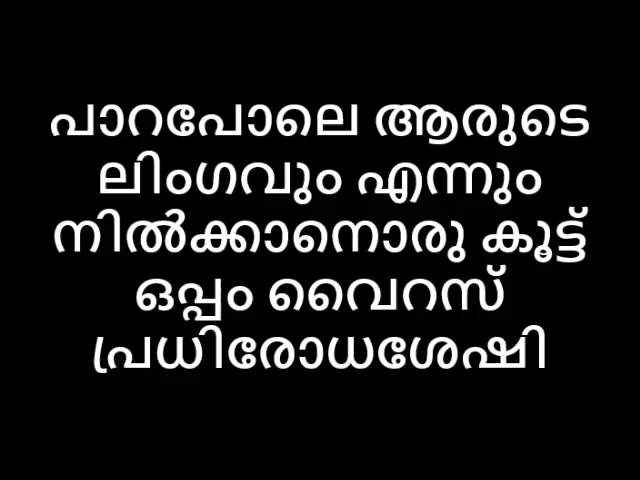 പാറപോലെ ആരുടെ
ലിംഗവും എന്നും
നിൽക്കാനൊരു കൂട്ട്
ഒപ്പം വൈറസ്
പ്രധിരോധശേഷി